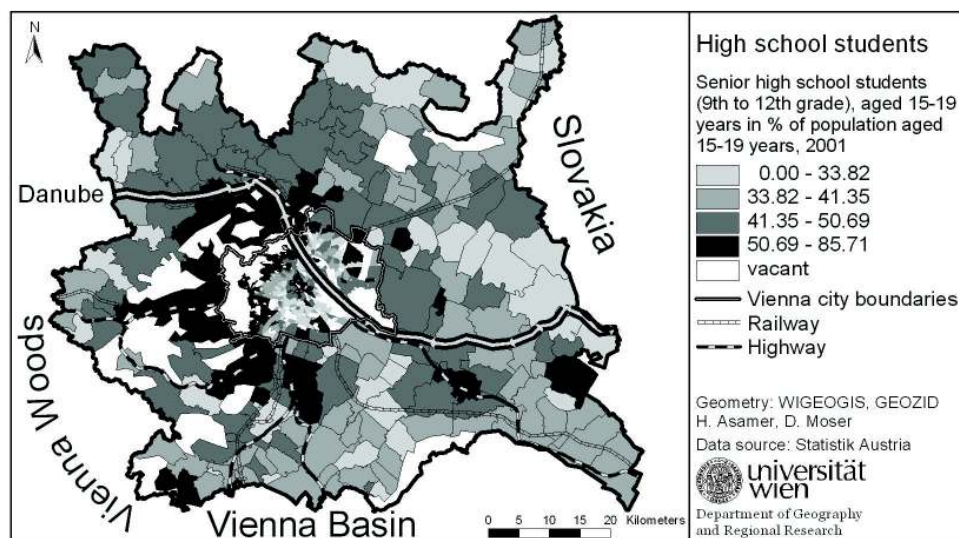 N
Danube
Slovakia
Vienna Woods
Vienna Basin
0 5 10 15 20 Kilometers
High school students
Senior high school students
(9th to 12th grade), aged 15-19
years in % of population aged
15-19 years, 2001
0.00 - 33.82
33.82 - 41.35
41.35 - 50.69
50.69 - 85.71
vacant
Vienna city boundaries
Railway
Highway
Geometry: WIGEOGIS, GEOZID
H. Asamer, D. Moser
Data source: Statistik Austria
universität
wien
Department of Geography
and Regional Research